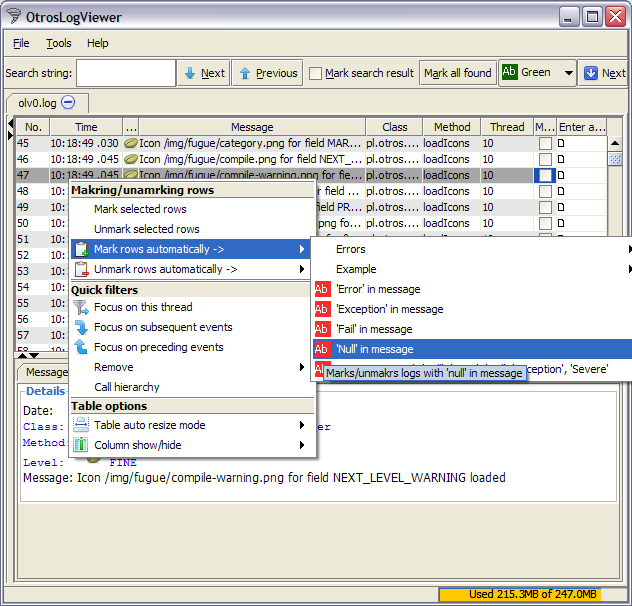 OtrosLogViewer
File Tools Help
Search string: Next Previous Mark search result Mark all found Ab Green Next
olv0.log
No. Time ... Message Class Method Thread M... Enter a...
45 10:18:49 .030 Icon /img/fugue/category.png for field MAR... pl.otros.... loadIcons 10 D
46 10:18:49 .045 Icon /img/fugue/compile.png for field NEXT_... pl.otros.... loadIcons 10 D
47 10:18:49 .045 Icon /img/fugue/compile-warning.png for fie... pl.otros.... loadIcons 10 D
48 10: r field ... pl.otros.... loadIcons 10 D
49 10: eld PR... pl.otros.... loadIcons 10 D
50 10: png fo... pl.otros.... loadIcons 10 D
51 10:
52 10:
53 10:
54 10:
55 10:
56 10:
57 10:
58 10:
Makring/unamrking rows
Mark selected rows
Unmark selected rows
Mark rows automatically ->
Unmark rows automatically ->
Quick filters
Focus on this thread
Focus on subsequent events
Focus on preceding events
Remove
Call hierarchy
Table options
Table auto resize mode
Column show/hide
Errors
Example
Ab 'Error' in message
Ab 'Exception' in message
Ab 'Fail' in message
Ab 'Null' in message
Ab ception', 'Severe'
Marks/unmakrs logs with 'null' in message
Message
Details
Date:
Class: er
Method:
Level: FINE
Message: Icon /img/fugue/compile-warning.png for field NEXT_LEVEL_WARNING loaded
Used 215.3MB of 247.0MB